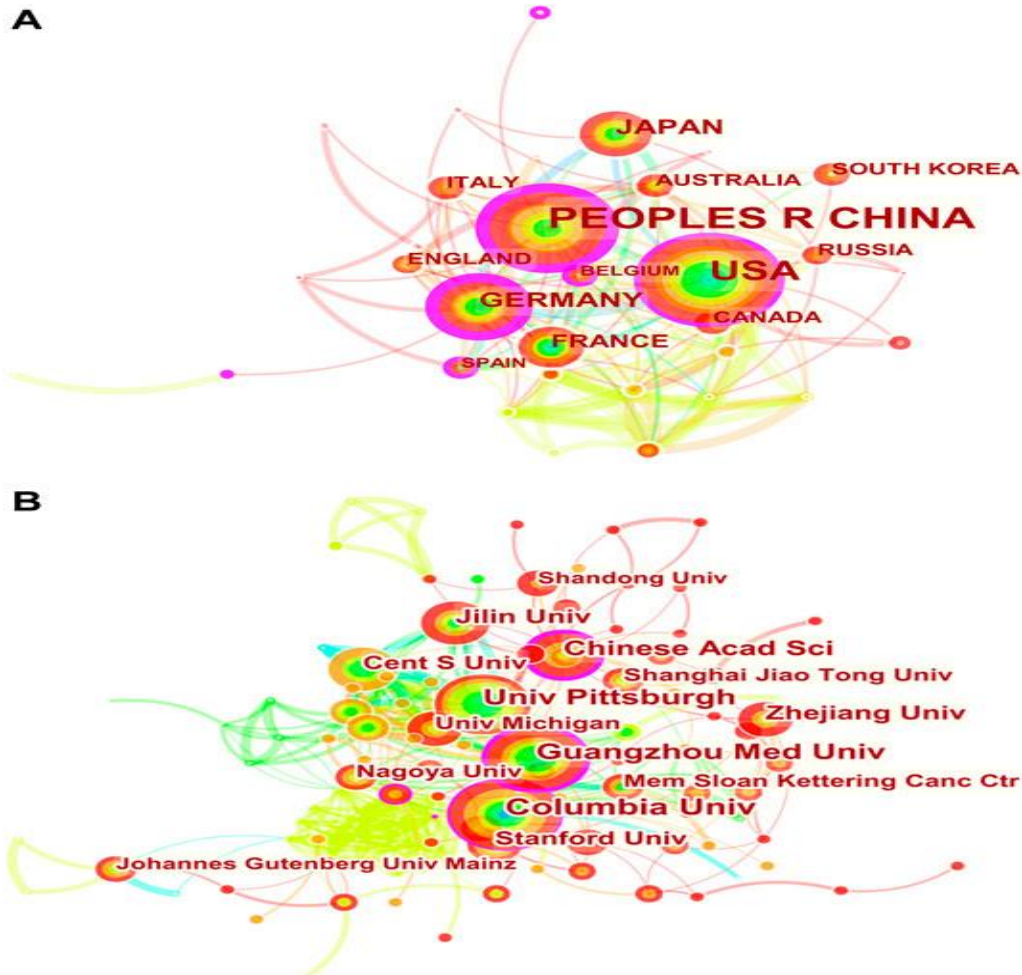 A
JAPAN
SOUTH KOREA
ITALY
AUSTRALIA
PEOPLES R CHINA
RUSSIA
ENGLAND
BELGIUM
USA
GERMANY
CANADA
FRANCE
SPAIN
B
Shandong Univ
Jilin Univ
Chinese Acad Sci
Cent S Univ
Shanghai Jiao Tong Univ
Univ Pittsburgh
Zhejiang Univ
Univ Michigan
Guangzhou Med Univ
Nagoya Univ
Mem Sloan Kettering Canc Ctr
Columbia Univ
Stanford Univ
Johannes Gutenberg Univ Mainz